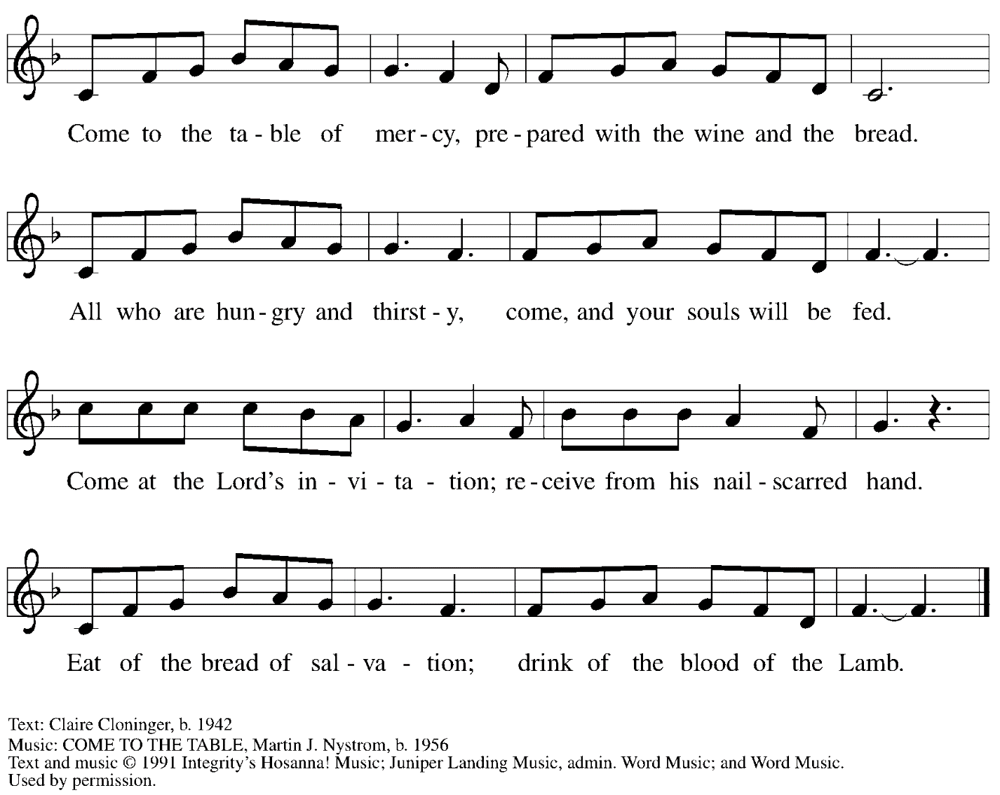 Come to the ta - ble of mer - cy, pre - pared with the wine and the bread.
All who are hun - gry and thirst - y, come, and your souls will be fed.
Come at the Lord's in - vi - ta - tion; re - ceive from his nail - scarred hand.
Eat of the bread of sal - va - tion; drink of the blood of the Lamb.
Text: Claire Cloninger, b. 1942
Music: COME TO THE TABLE, Martin J. Nystrom, b. 1956
Text and music © 1991 Integrity's Hosanna! Music; Juniper Landing Music, admin. Word Music; and Word Music.
Used by permission.